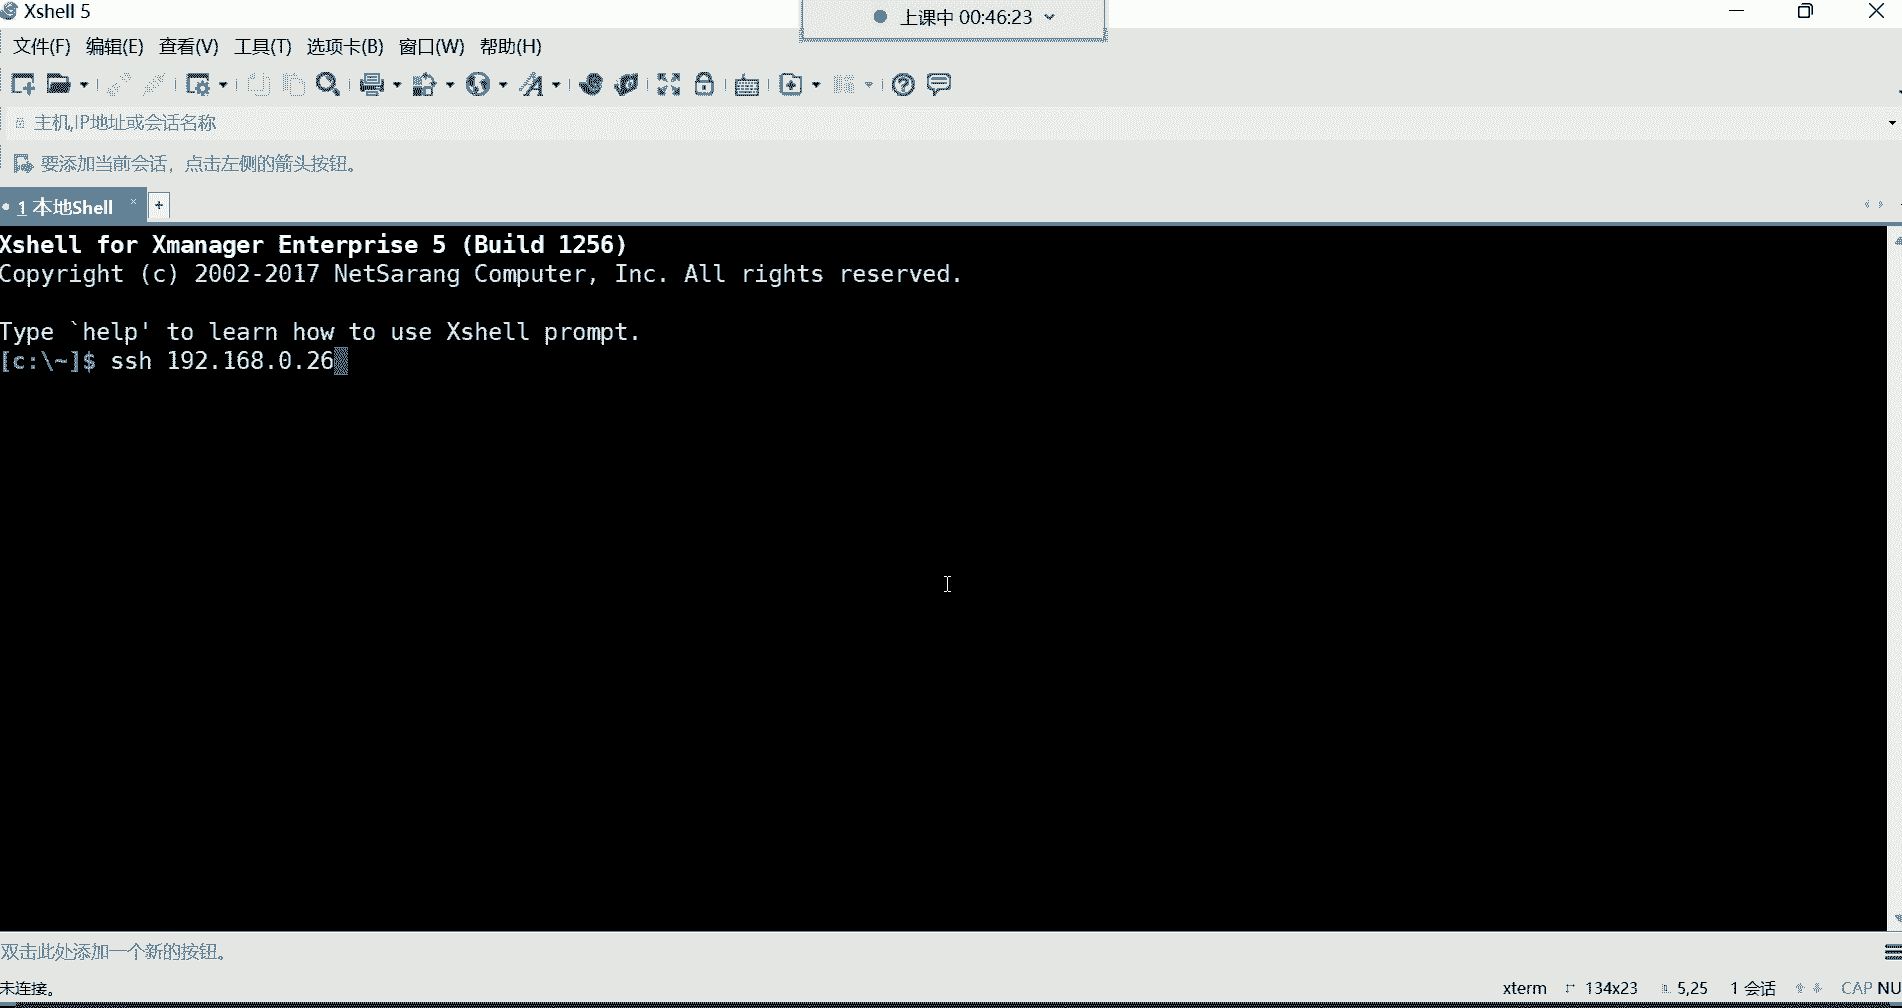 Xshell 5
上课中 00:46:23
文件(F) 编辑(E) 查看(V) 工具(T) 选项卡(B) 窗口(W) 帮助(H)
主机,IP地址或会话名称
要添加当前会话，点击左侧的箭头按钮。
1 本地Shell
Xshell for Xmanager Enterprise 5 (Build 1256)
Copyright (c) 2002-2017 NetSarang Computer, Inc. All rights reserved.
Type `help' to learn how to use Xshell prompt.
[c:\~]$ ssh 192.168.0.26
双击此处添加一个新的按钮。
未连接。 xterm 134x23 5,25 1 会话 CAP NU